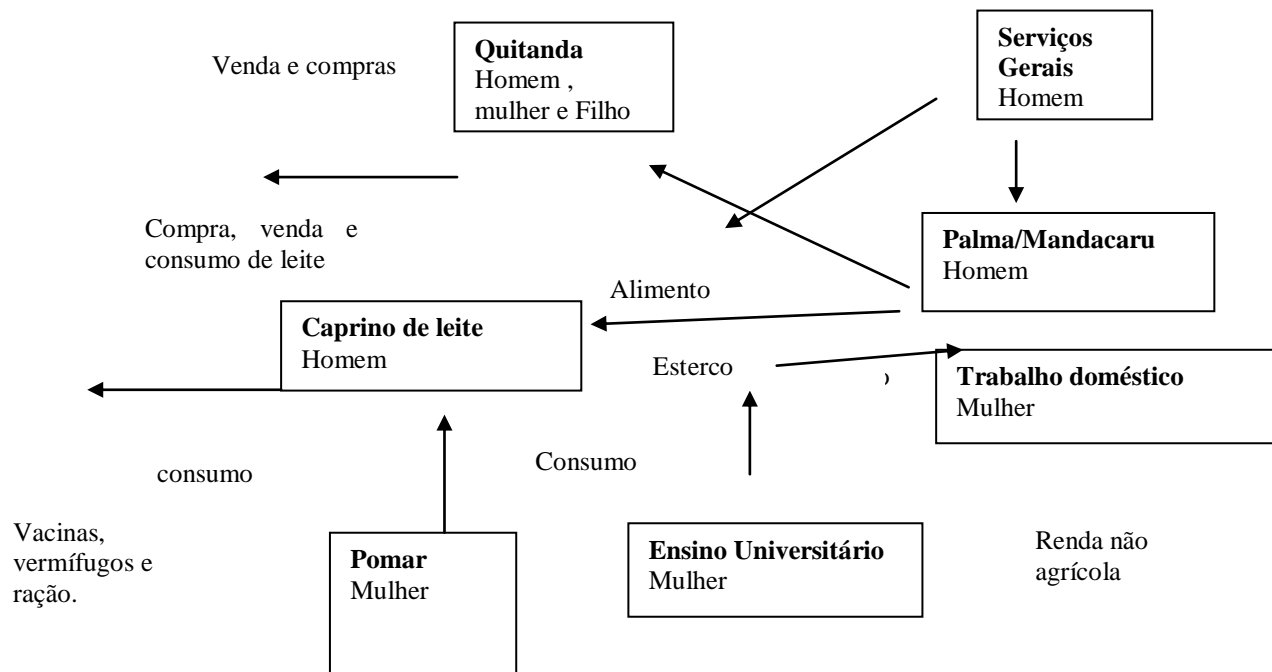 Quitanda
Homem ,
mulher e Filho
Serviços
Gerais
Homem
Venda e compras
Compra, venda e
consumo de leite
Palma/Mandacaru
Homem
Alimento
Caprino de leite
Homem
Esterco
Trabalho doméstico
Mulher
consumo
Consumo
Vacinas,
vermífugos e
ração.
Pomar
Mulher
Ensino Universitário
Mulher
Renda não
agrícola